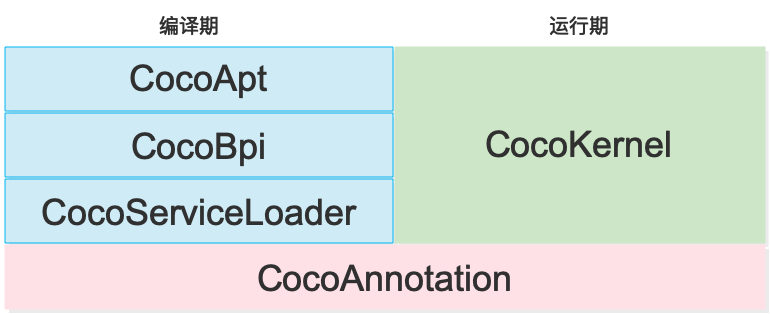 编译期
运行期
CocoApt
CocoBpi
CocoKernel
CocoServiceLoader
CocoAnnotation